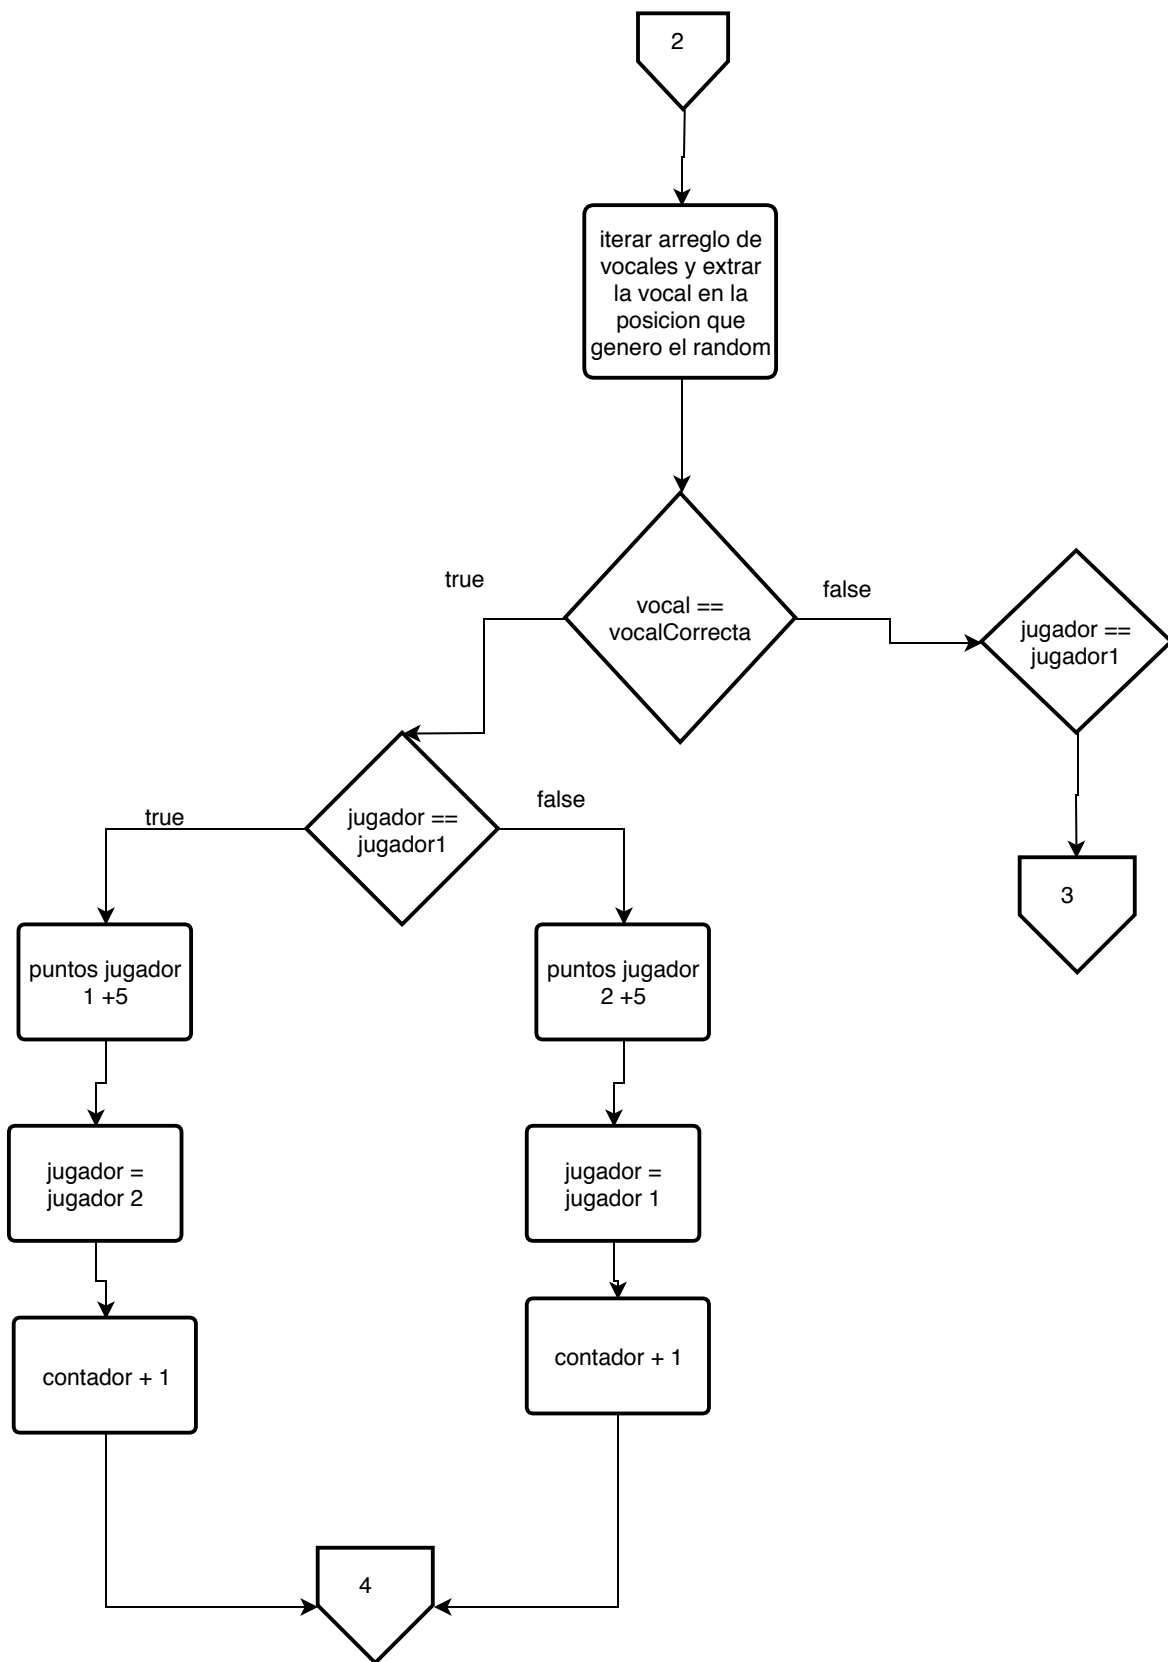 2
iterar arreglo de
vocales y extrar
la vocal en la
posicion que
genero el random
true
vocal ==
vocalCorrecta
false
jugador ==
jugador1
true
jugador ==
jugador1
false
3
puntos jugador
1 +5
puntos jugador
2 +5
jugador =
jugador 2
jugador =
jugador 1
contador + 1
contador + 1
4